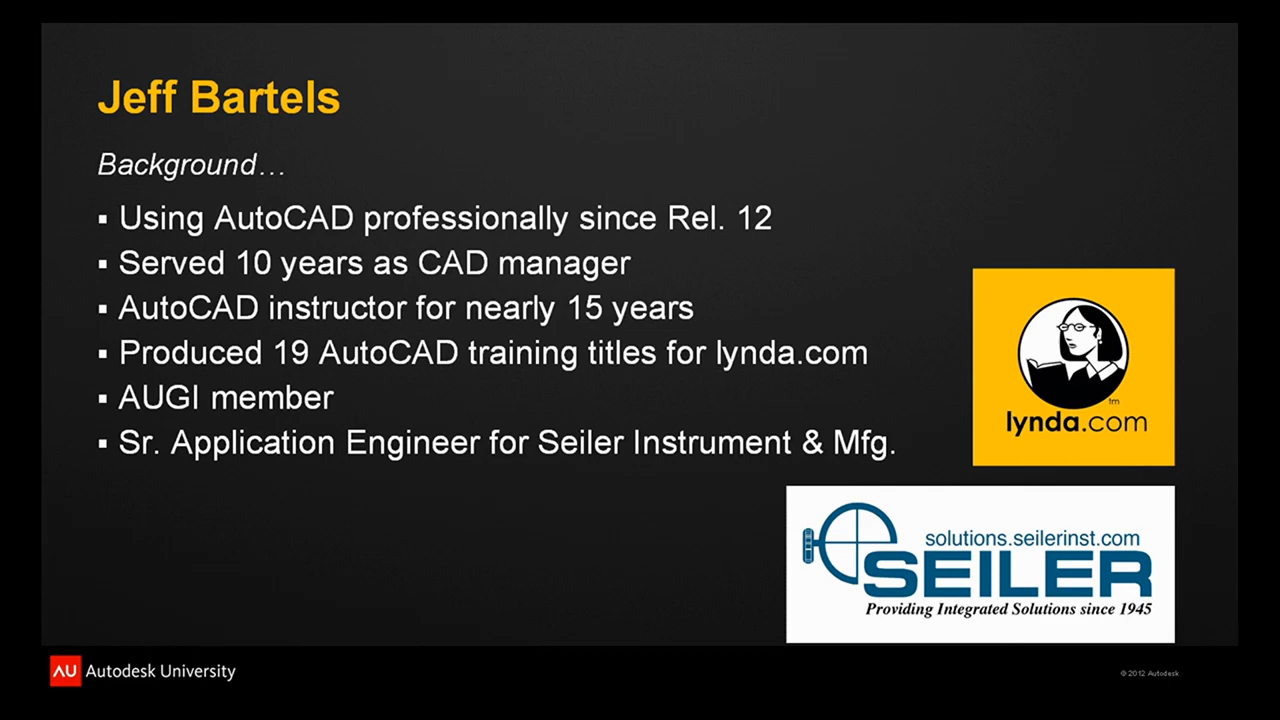 Jeff Bartels
Background…
▪ Using AutoCAD professionally since Rel. 12
▪ Served 10 years as CAD manager
▪ AutoCAD instructor for nearly 15 years
▪ Produced 19 AutoCAD training titles for lynda.com
▪ AUGI member
▪ Sr. Application Engineer for Seiler Instrument & Mfg.
tm
lynda.com
solutions.seilerinst.com
SEILER
Providing Integrated Solutions since 1945
AU Autodesk University
© 2012 Autodesk